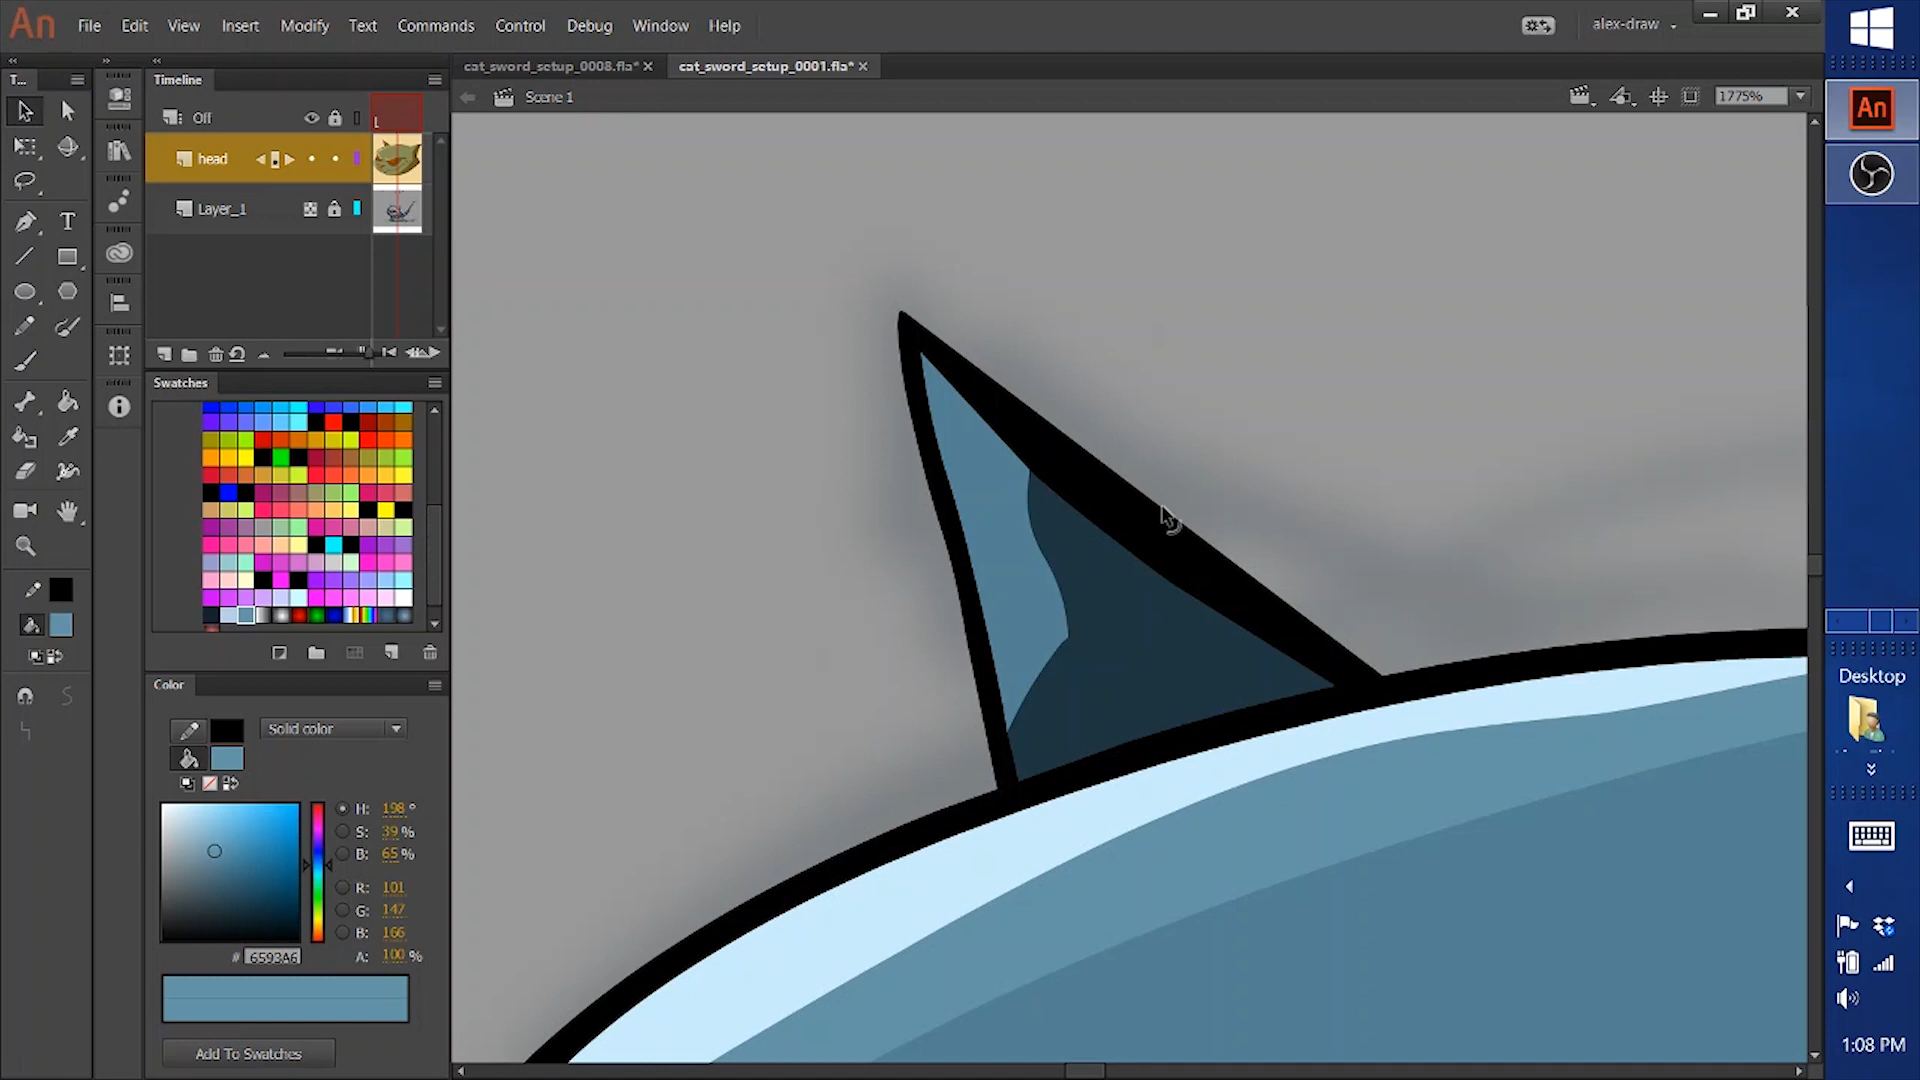 An File Edit View Insert Modify Text Commands Control Debug Window Help alex-draw
T... Timeline cat_sword_setup_0008.fla* cat_sword_setup_0001.fla*
Scene 1 1775%
Off
head
Layer_1
T
Swatches
Color
Solid color
H: 198 °
S: 39 %
B: 65 %
R: 101
G: 147
B: 166
# 6593A6 A: 100 %
Add To Swatches
An
Desktop
1:08 PM